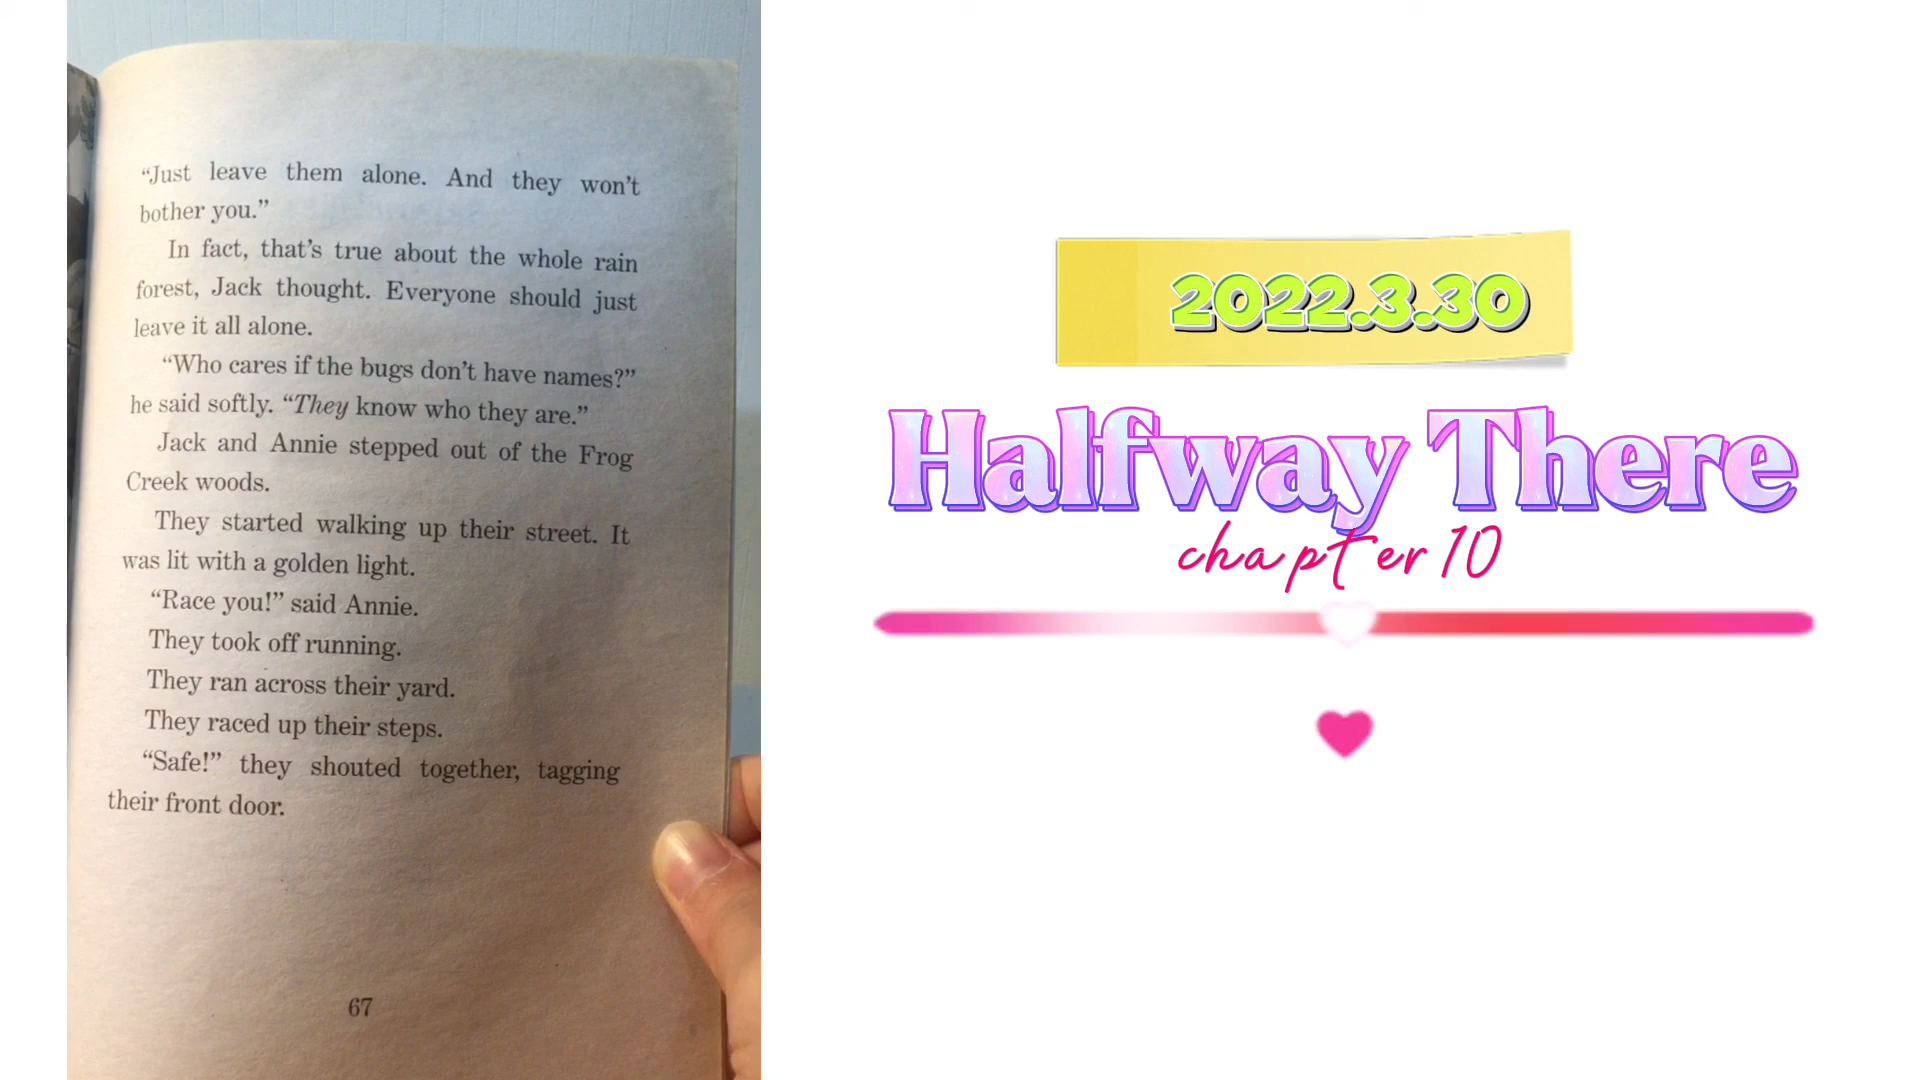 “Just leave them alone. And they won’t
bother you.”
In fact, that’s true about the whole rain
forest, Jack thought. Everyone should just
leave it all alone.
“Who cares if the bugs don’t have names?”
he said softly. “They know who they are.”
Jack and Annie stepped out of the Frog
Creek woods.
They started walking up their street. It
was lit with a golden light.
“Race you!” said Annie.
They took off running.
They ran across their yard.
They raced up their steps.
“Safe!” they shouted together, tagging
their front door.
67
2022.3.30
Halfway There
chapter 10